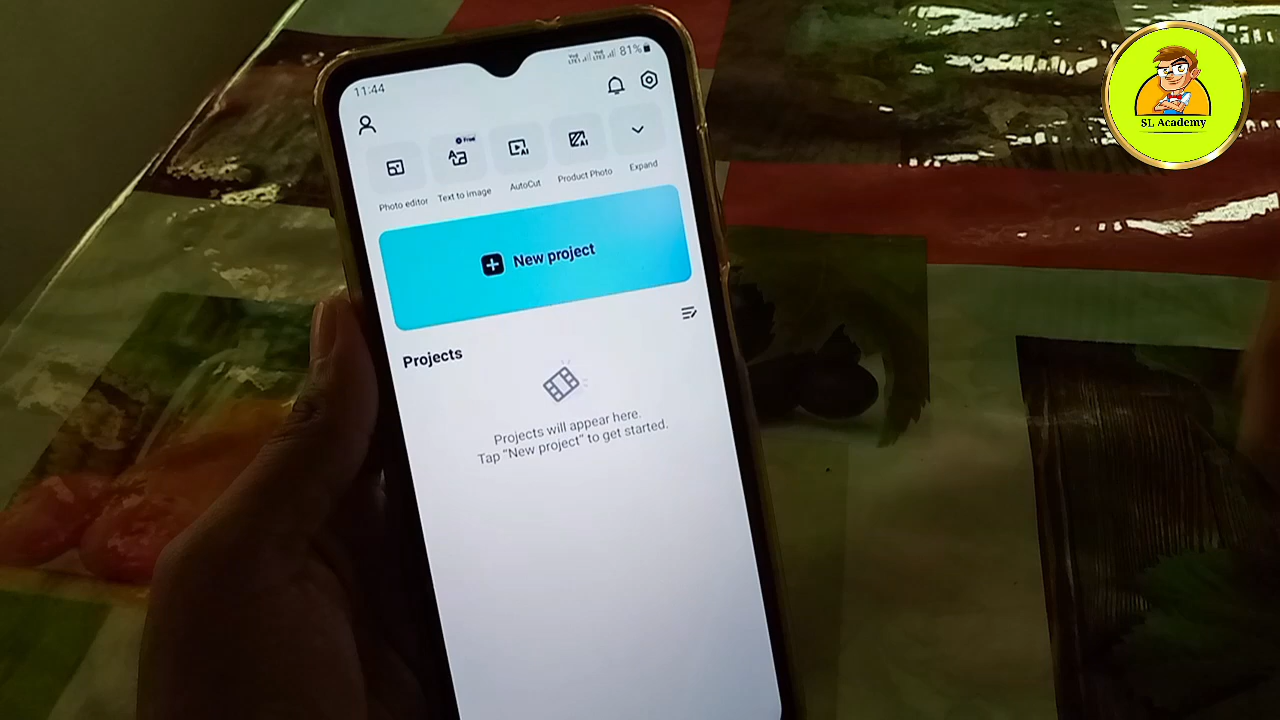 11:44
81%
Free
Photo editor
Text to image
AutoCut
Product Photo
Expand
New project
Projects
Projects will appear here.
Tap "New project" to get started.
SL Academy